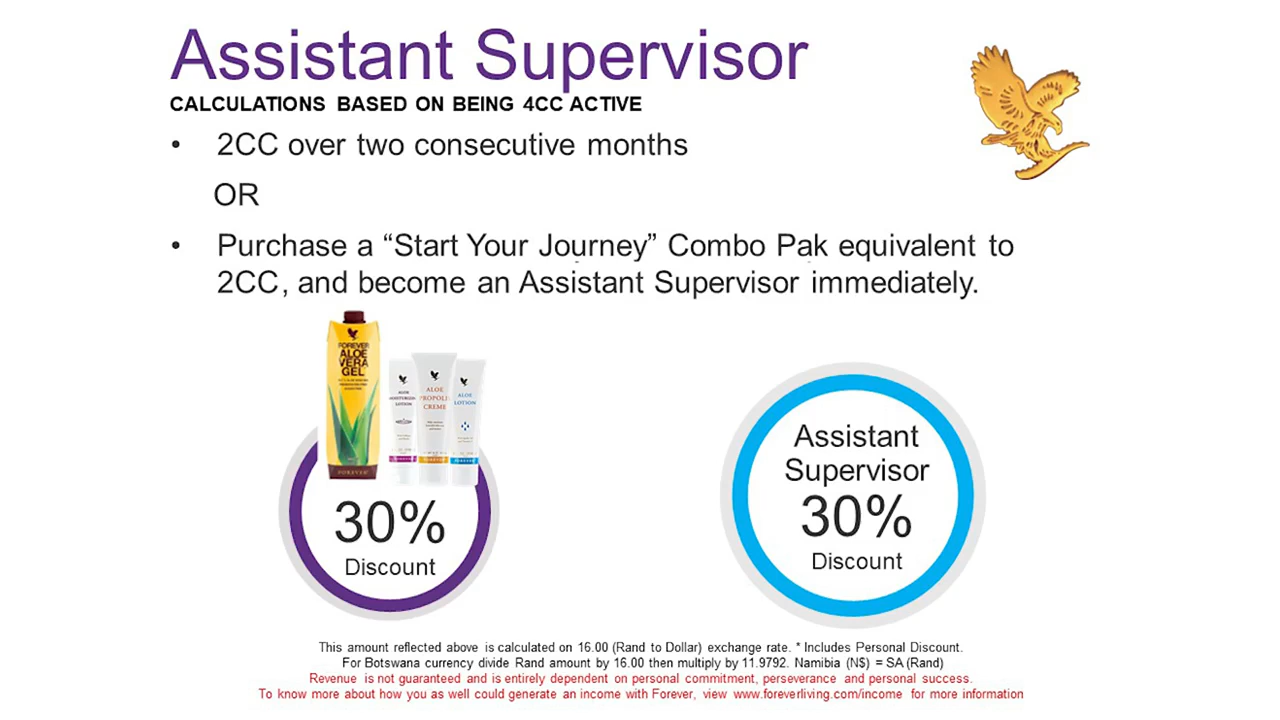 Assistant Supervisor
CALCULATIONS BASED ON BEING 4CC ACTIVE
• 2CC over two consecutive months
OR
• Purchase a “Start Your Journey” Combo Pak equivalent to
2CC, and become an Assistant Supervisor immediately.
FOREVER
ALOE
VERA
GEL
FOREVER
ALOE
MOISTURIZING
LOTION
ALOE
PROPOLIS
CREME
FOREVER
ALOE
LOTION
FOREVER
30%
Discount
Assistant
Supervisor
30%
Discount
This amount reflected above is calculated on 16.00 (Rand to Dollar) exchange rate. * Includes Personal Discount.
For Botswana currency divide Rand amount by 16.00 then multiply by 11.9792. Namibia (N$) = SA (Rand)
Revenue is not guaranteed and is entirely dependent on personal commitment, perseverance and personal success.
To know more about how you as well could generate an income with Forever, view www.foreverliving.com/income for more information